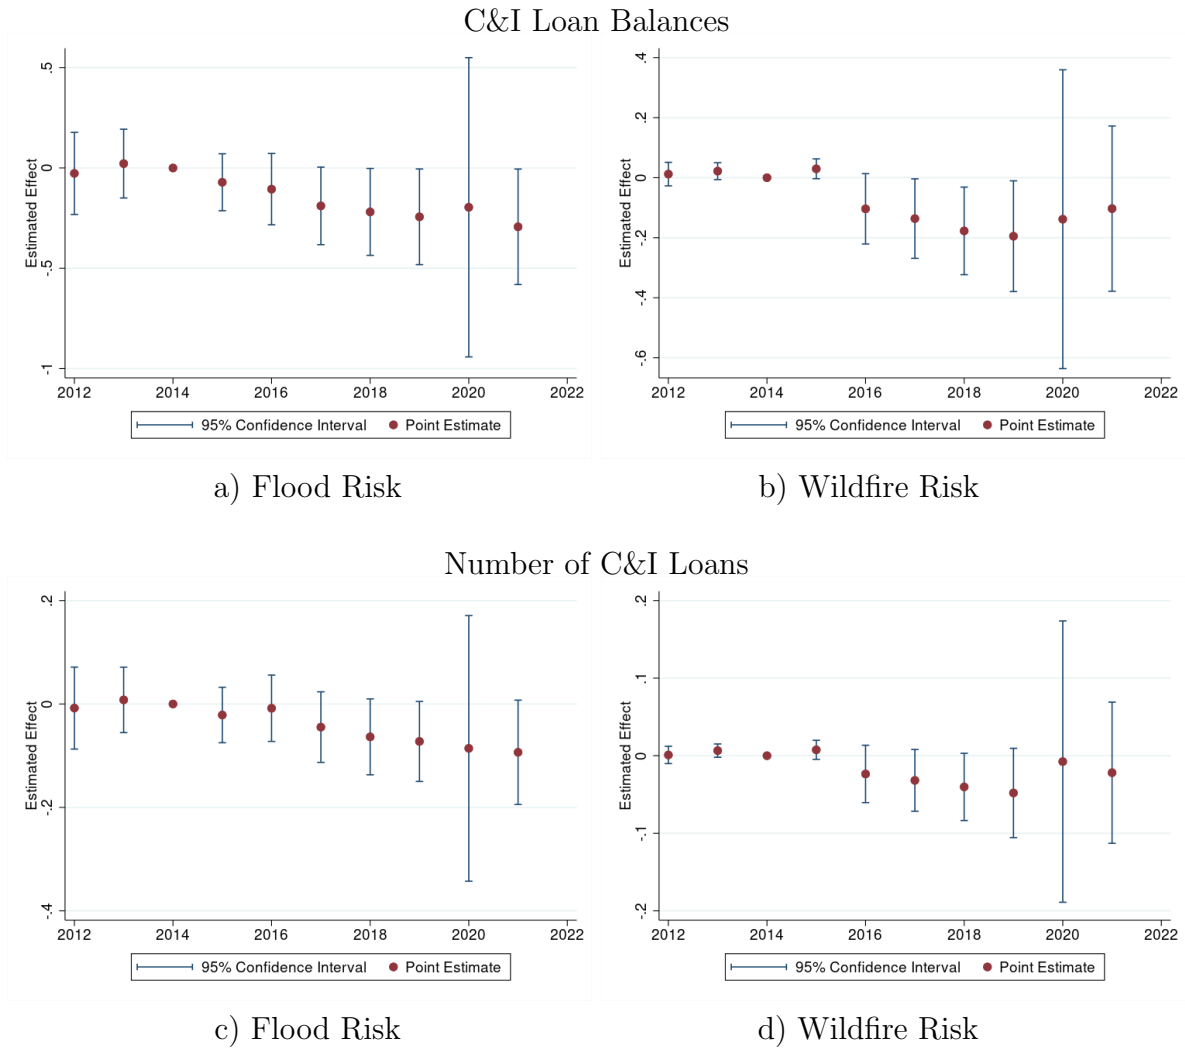 C&I Loan Balances
Estimated Effect
.5
0
-.5
-1
2012 2014 2016 2018 2020 2022
95% Confidence Interval Point Estimate
a) Flood Risk
Estimated Effect
.4
.2
0
-.2
-.4
-.6
2012 2014 2016 2018 2020 2022
95% Confidence Interval Point Estimate
b) Wildfire Risk
Number of C&I Loans
Estimated Effect
.2
0
-.2
-.4
2012 2014 2016 2018 2020 2022
95% Confidence Interval Point Estimate
c) Flood Risk
Estimated Effect
.2
.1
0
-.1
-.2
2012 2014 2016 2018 2020 2022
95% Confidence Interval Point Estimate
d) Wildfire Risk